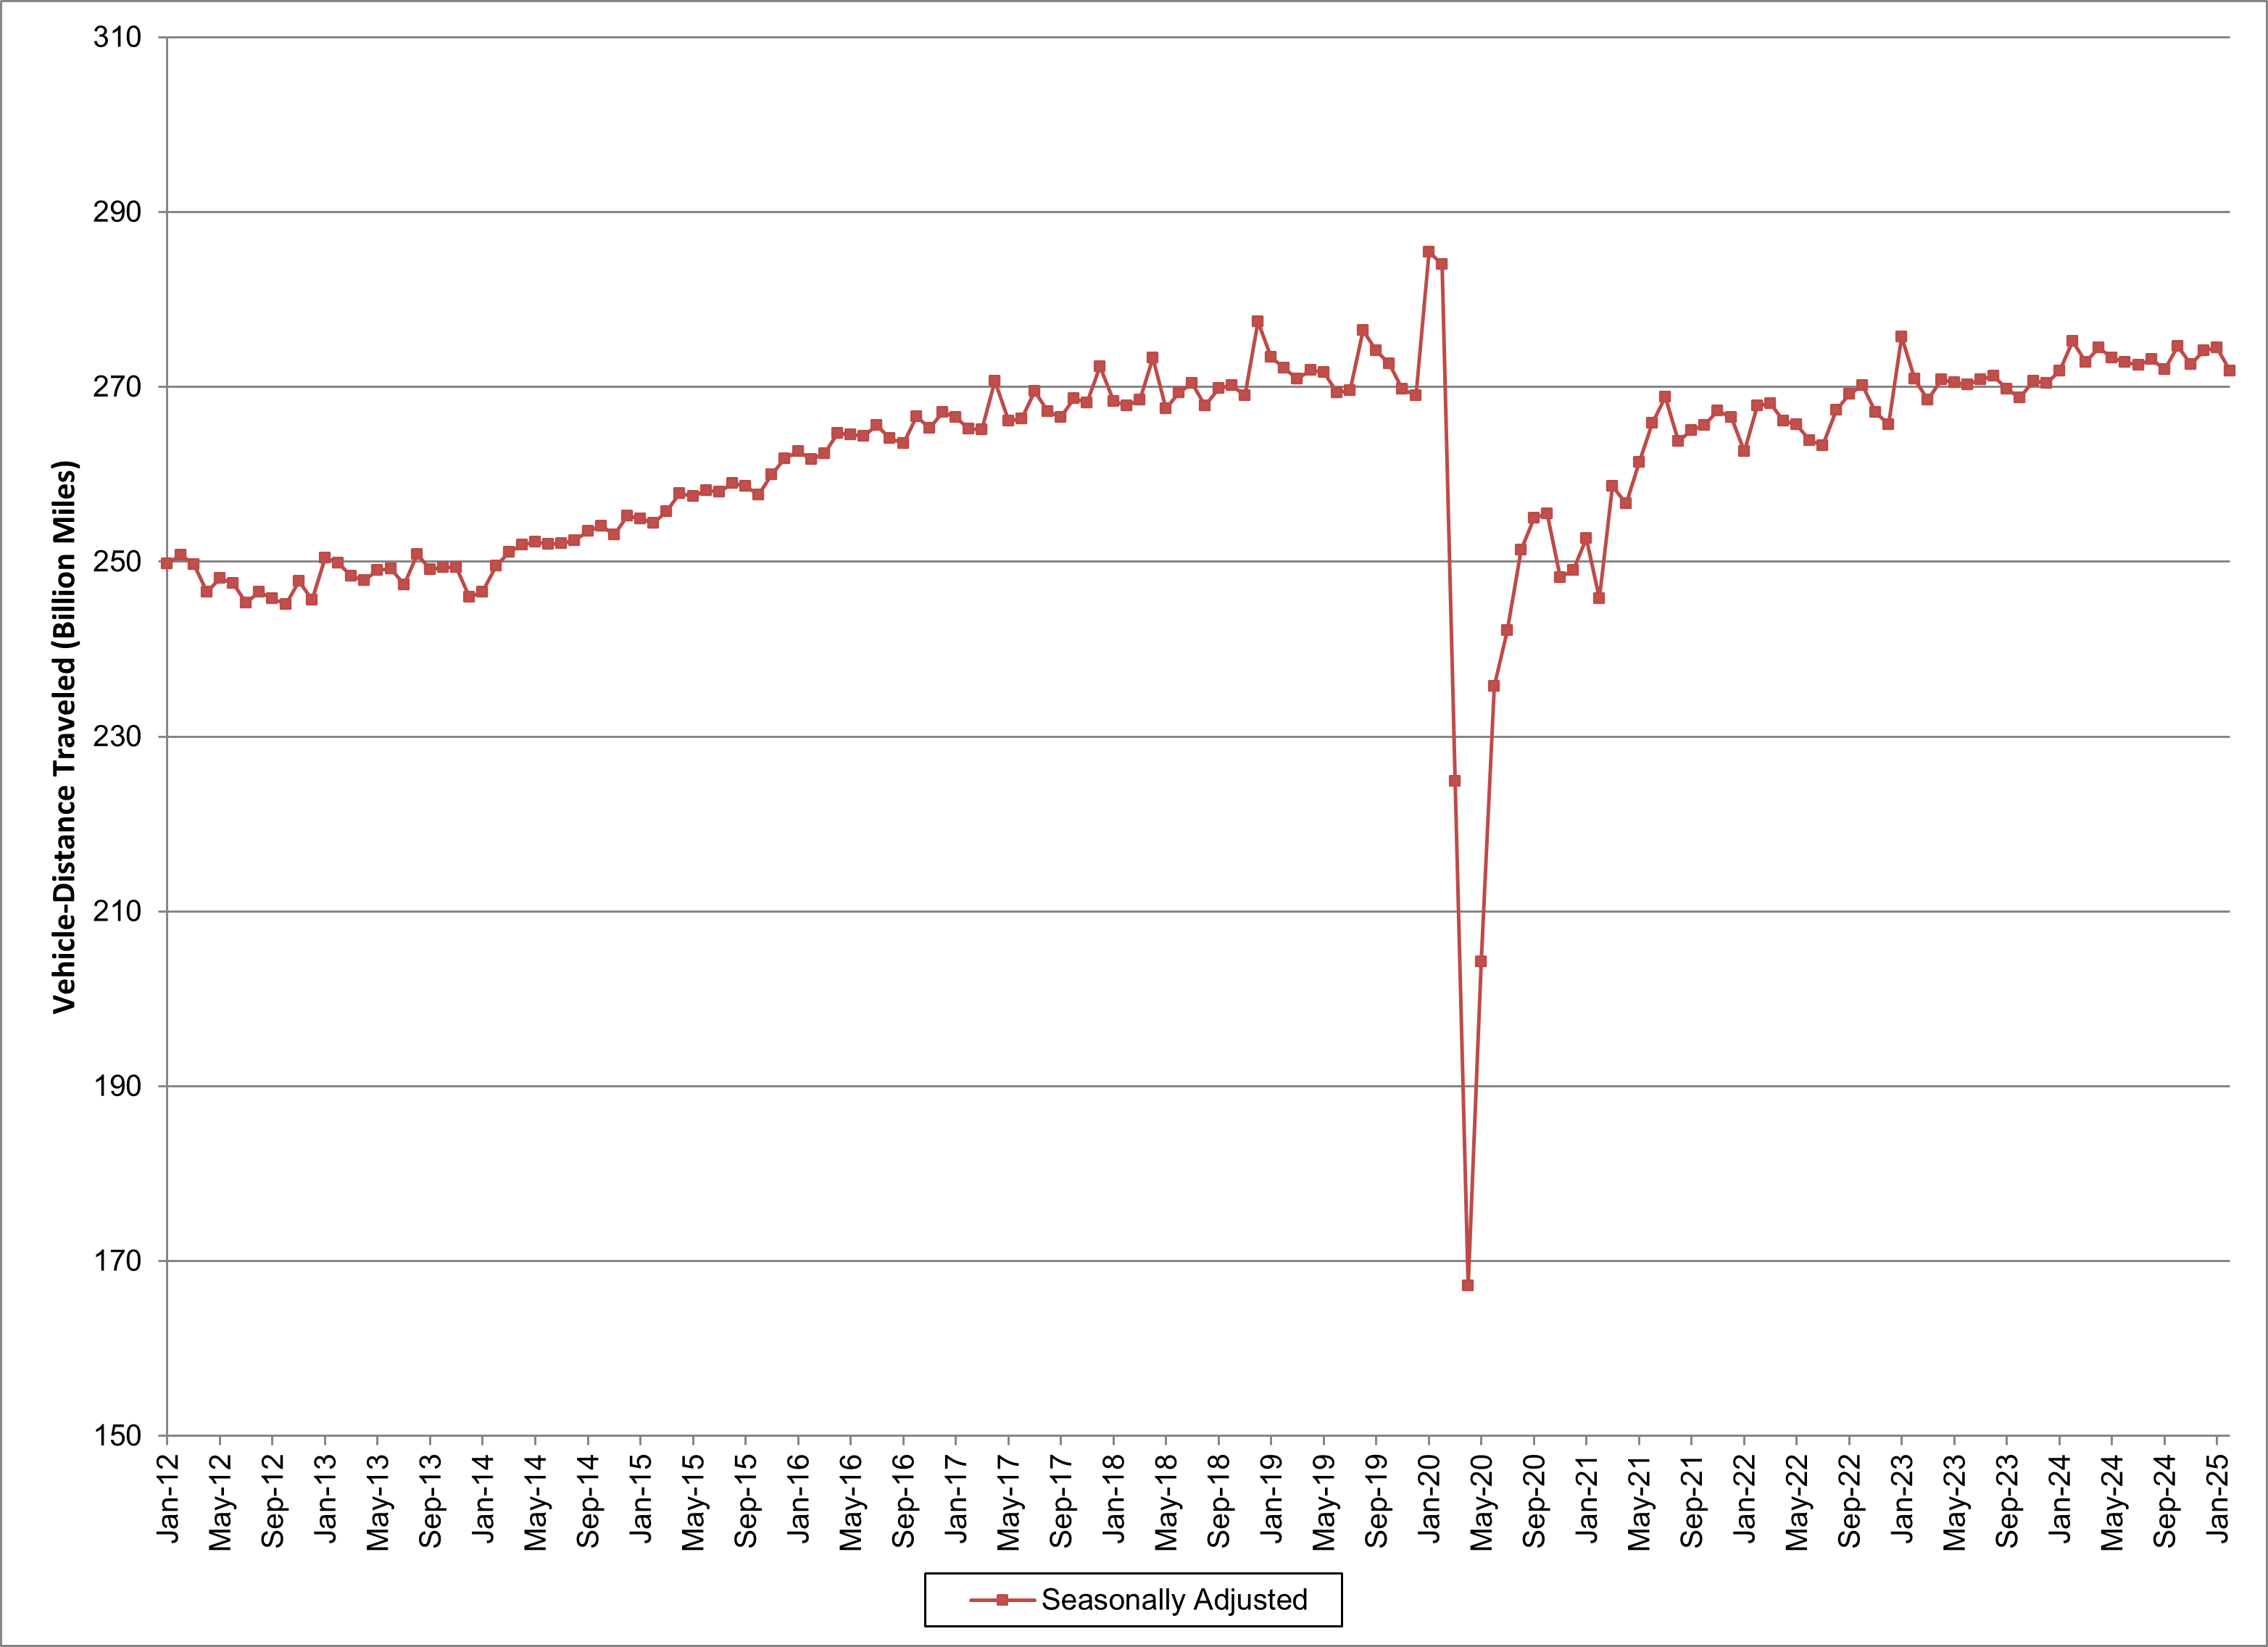 310
290
270
250
230
210
190
170
150
Vehicle-Distance Traveled (Billion Miles)
Jan-12
May-12
Sep-12
Jan-13
May-13
Sep-13
Jan-14
May-14
Sep-14
Jan-15
May-15
Sep-15
Jan-16
May-16
Sep-16
Jan-17
May-17
Sep-17
Jan-18
May-18
Sep-18
Jan-19
May-19
Sep-19
Jan-20
May-20
Sep-20
Jan-21
May-21
Sep-21
Jan-22
May-22
Sep-22
Jan-23
May-23
Sep-23
Jan-24
May-24
Sep-24
Jan-25
Seasonally Adjusted